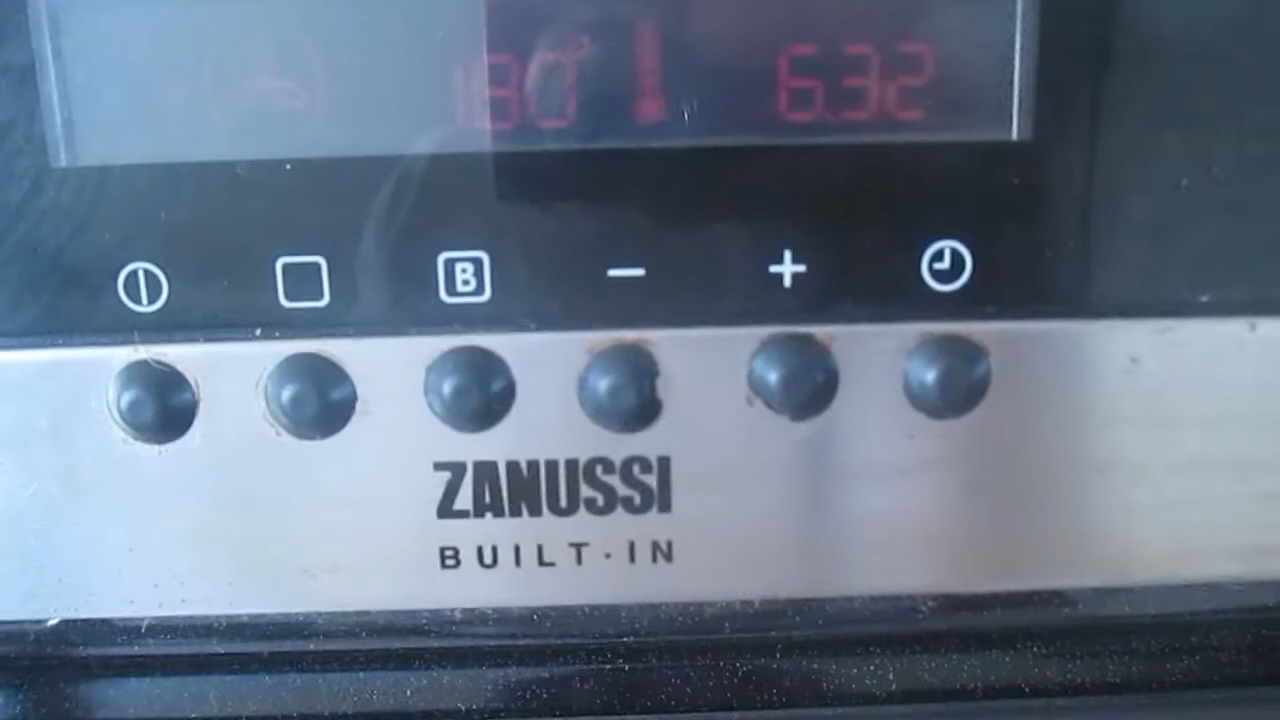 180° 6.32
B − +
ZANUSSI
BUILT·IN